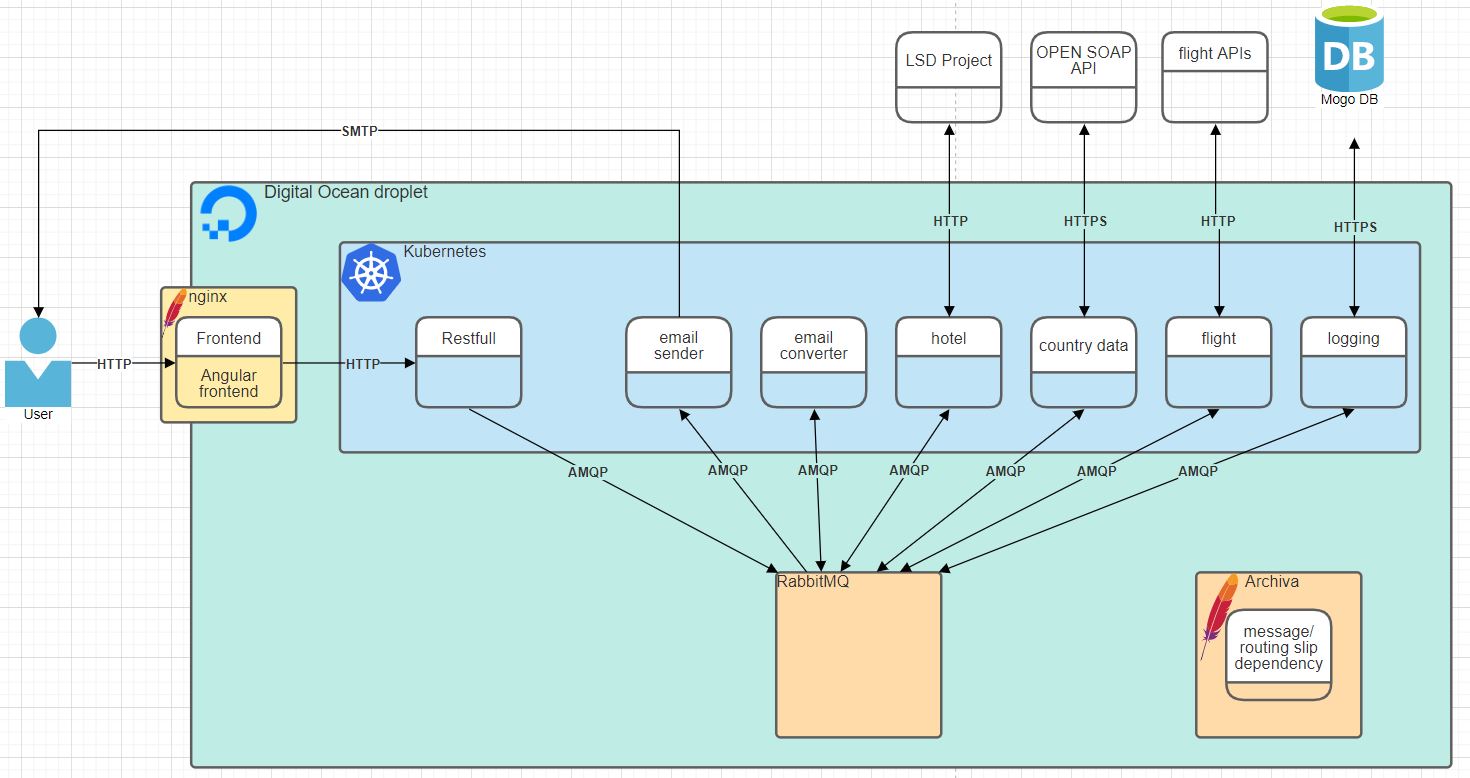 LSD Project
OPEN SOAP
API
flight APIs
DB
Mogo DB
SMTP
Digital Ocean droplet
HTTP
HTTPS
HTTP
HTTPS
Kubernetes
nginx
Frontend
Angular
frontend
User
HTTP
HTTP
Restfull
email
sender
email
converter
hotel
country data
flight
logging
AMQP
AMQP
AMQP
AMQP
AMQP
AMQP
AMQP
RabbitMQ
Archiva
message/
routing slip
dependency